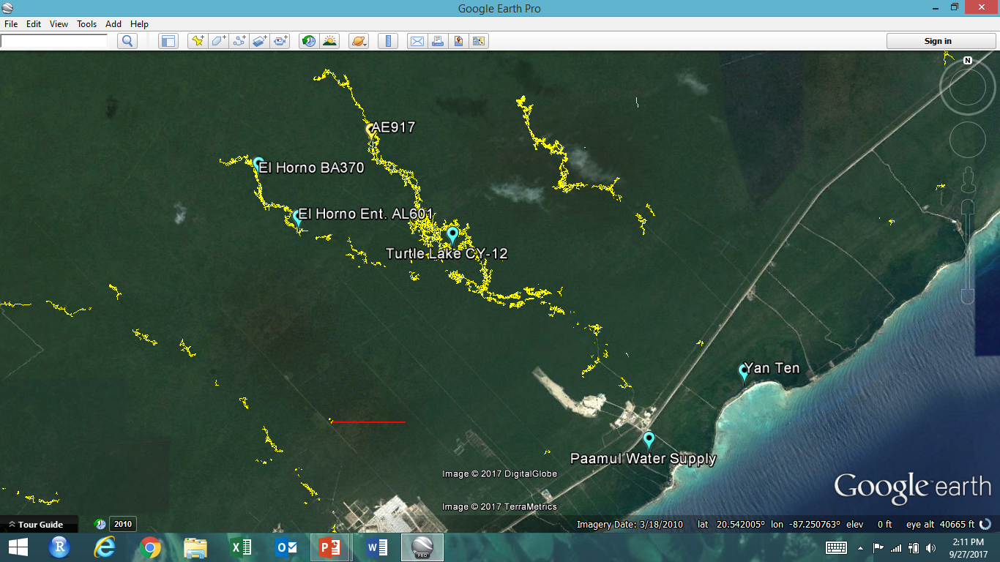 Google Earth Pro
File Edit View Tools Add Help
Sign in
N
AE917
El Horno BA370
El Horno Ent. AL601
Turtle Lake CY-12
Yan Ten
Paamul Water Supply
Image © 2017 DigitalGlobe
Image © 2017 TerraMetrics
Google earth
Tour Guide
2010
Imagery Date: 3/18/2010 lat 20.542005° lon -87.250763° elev 0 ft eye alt 40665 ft
2:11 PM
9/27/2017